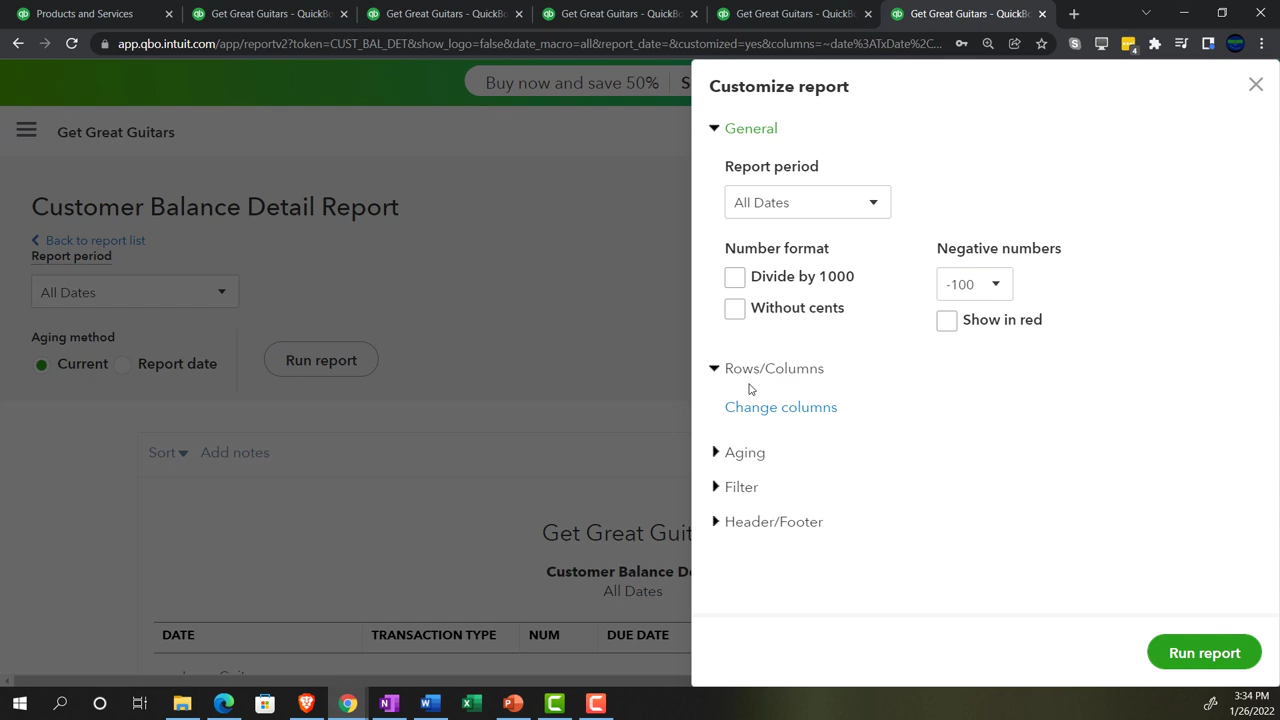 Products and Services
Get Great Guitars - QuickBo
Get Great Guitars - QuickBo
Get Great Guitars - QuickBo
Get Great Guitars - QuickBo
Get Great Guitars - QuickBo
app.qbo.intuit.com/app/reportv2?token=CUST_BAL_DET&show_logo=false&date_macro=all&report_date=&customized=yes&columns=~date%3ATxDate%2C...
4
Buy now and save 50%
S
Get Great Guitars
Customer Balance Detail Report
Back to report list
Report period
All Dates
Aging method
Current
Report date
Run report
Sort
Add notes
Get Great Gui
Customer Balance D
All Dates
DATE
TRANSACTION TYPE
NUM
DUE DATE
Customize report
General
Report period
All Dates
Number format
Divide by 1000
Without cents
Negative numbers
-100
Show in red
Rows/Columns
Change columns
Aging
Filter
Header/Footer
Run report
3:34 PM
1/26/2022